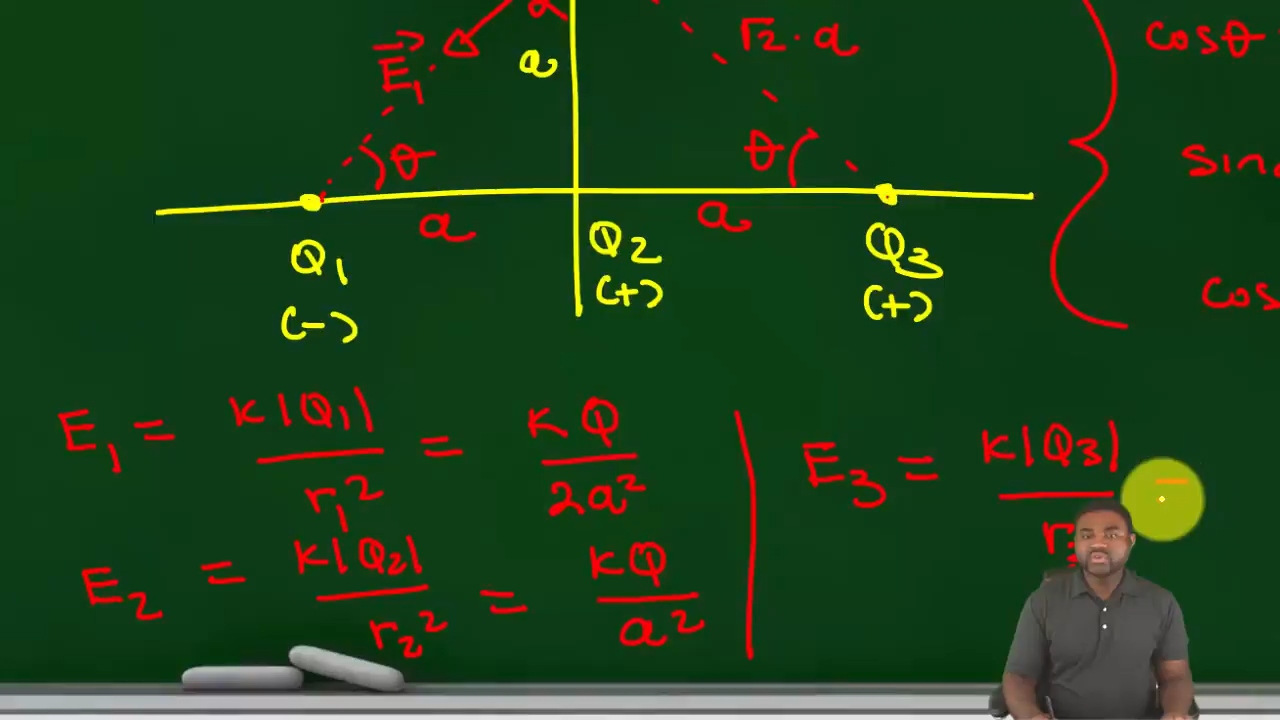 √2 · a
cosθ
E₁
a
θ
θ
sin
a
a
Q₁
Q₂
Q₃
(-)
(+)
(+)
cos
E₁ = K|Q₁| / r₁² = KQ / 2a²
E₃ = K|Q₃| /
E₂ = K|Q₂| / r₂² = KQ / a²